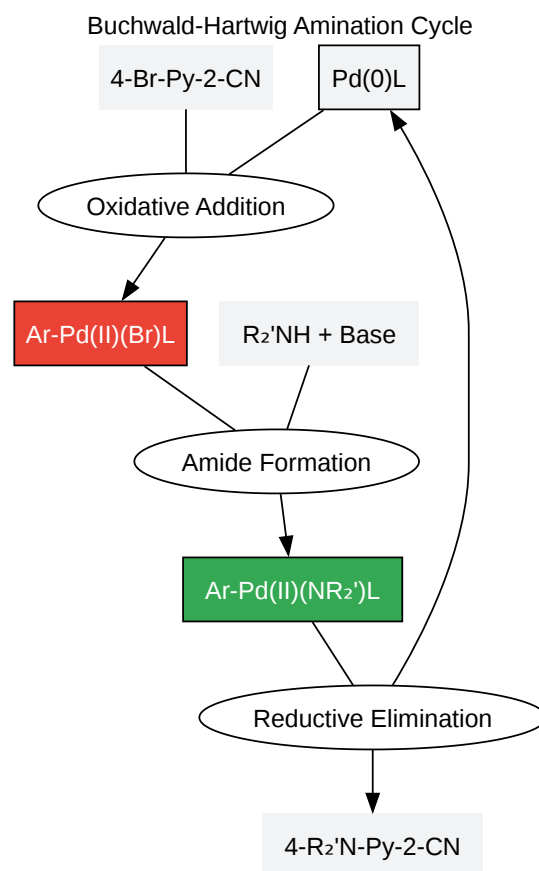 Buchwald-Hartwig Amination Cycle
4-Br-Py-2-CN
Pd(0)L
Oxidative Addition
Ar-Pd(II)(Br)L
R₂'NH + Base
Amide Formation
Ar-Pd(II)(NR₂')L
Reductive Elimination
4-R₂'N-Py-2-CN